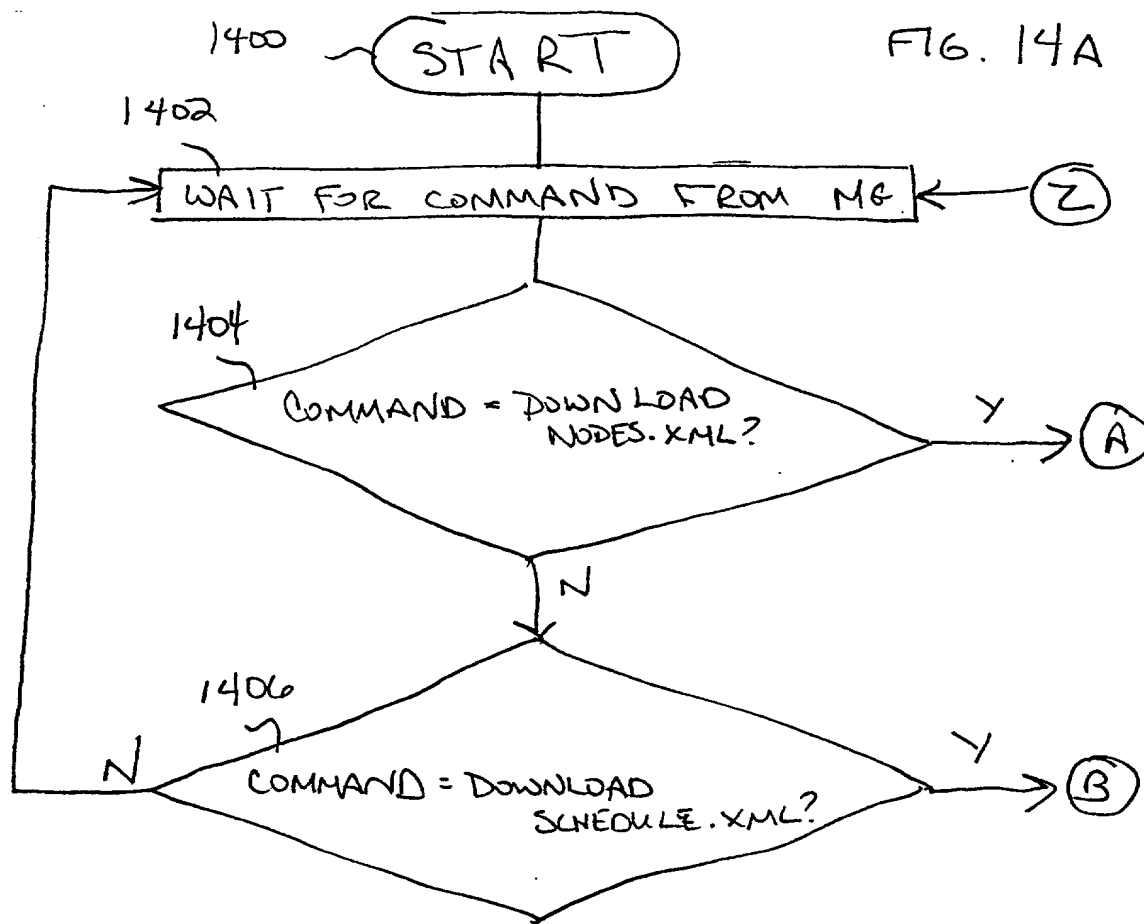 1400
START
FIG. 14A
1402
WAIT FOR COMMAND FROM MG
Z
1404
COMMAND = DOWNLOAD
NODES.XML?
Y
A
N
1406
N
COMMAND = DOWNLOAD
SCHEDULE.XML?
Y
B